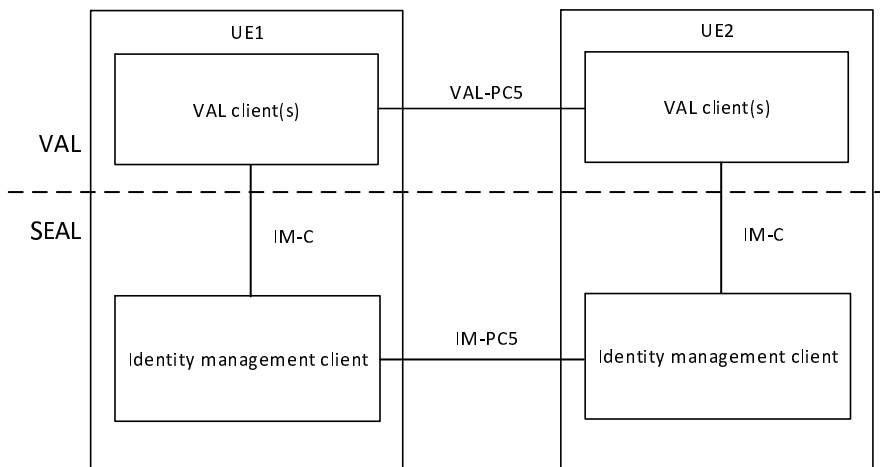 UE1
UE2
VAL client(s)
VAL-PC5
VAL client(s)
VAL
SEAL
IM-C
IM-C
Identity management client
IM-PC5
Identity management client